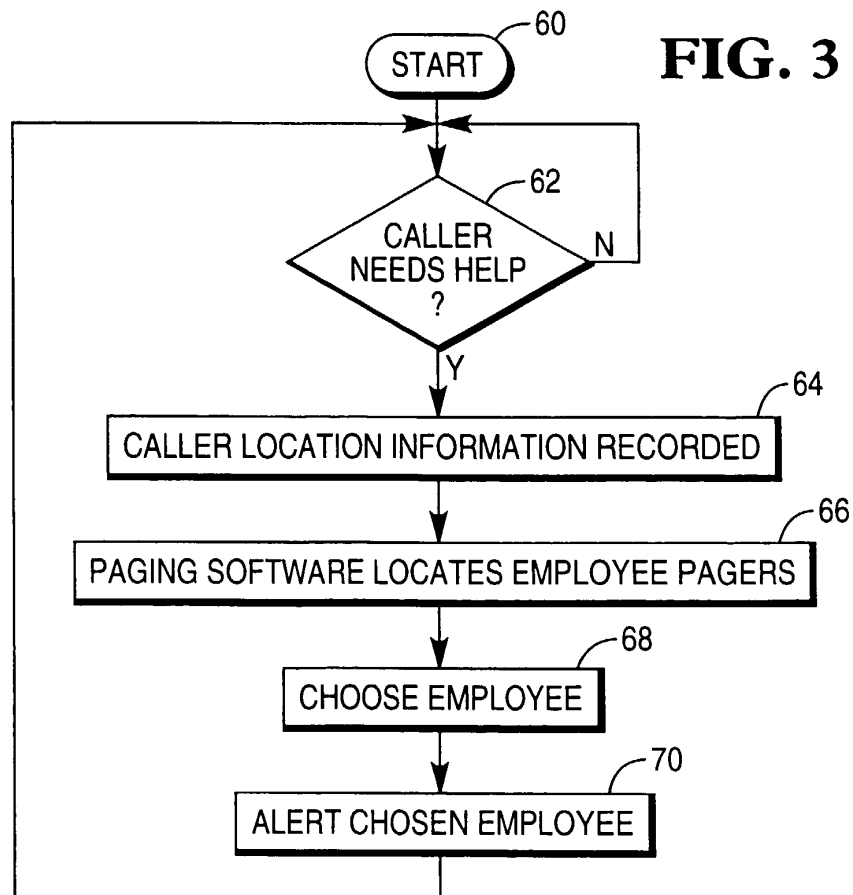 60
START
FIG. 3
62
CALLER
NEEDS HELP
?
N
Y
64
CALLER LOCATION INFORMATION RECORDED
66
PAGING SOFTWARE LOCATES EMPLOYEE PAGERS
68
CHOOSE EMPLOYEE
70
ALERT CHOSEN EMPLOYEE